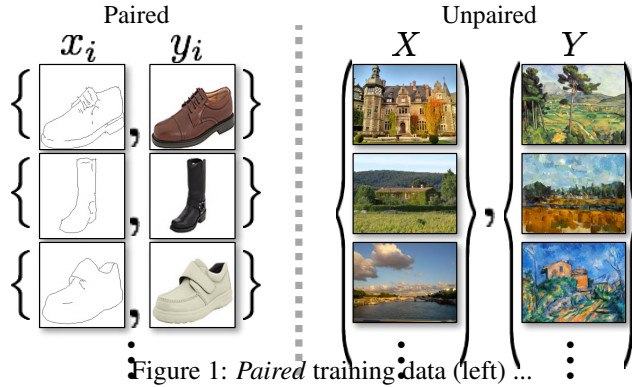 Paired
Unpaired
x_i
y_i
X
Y
{ , }
{ , }
{ , }
( , )
Figure 1: Paired training data (left) ...